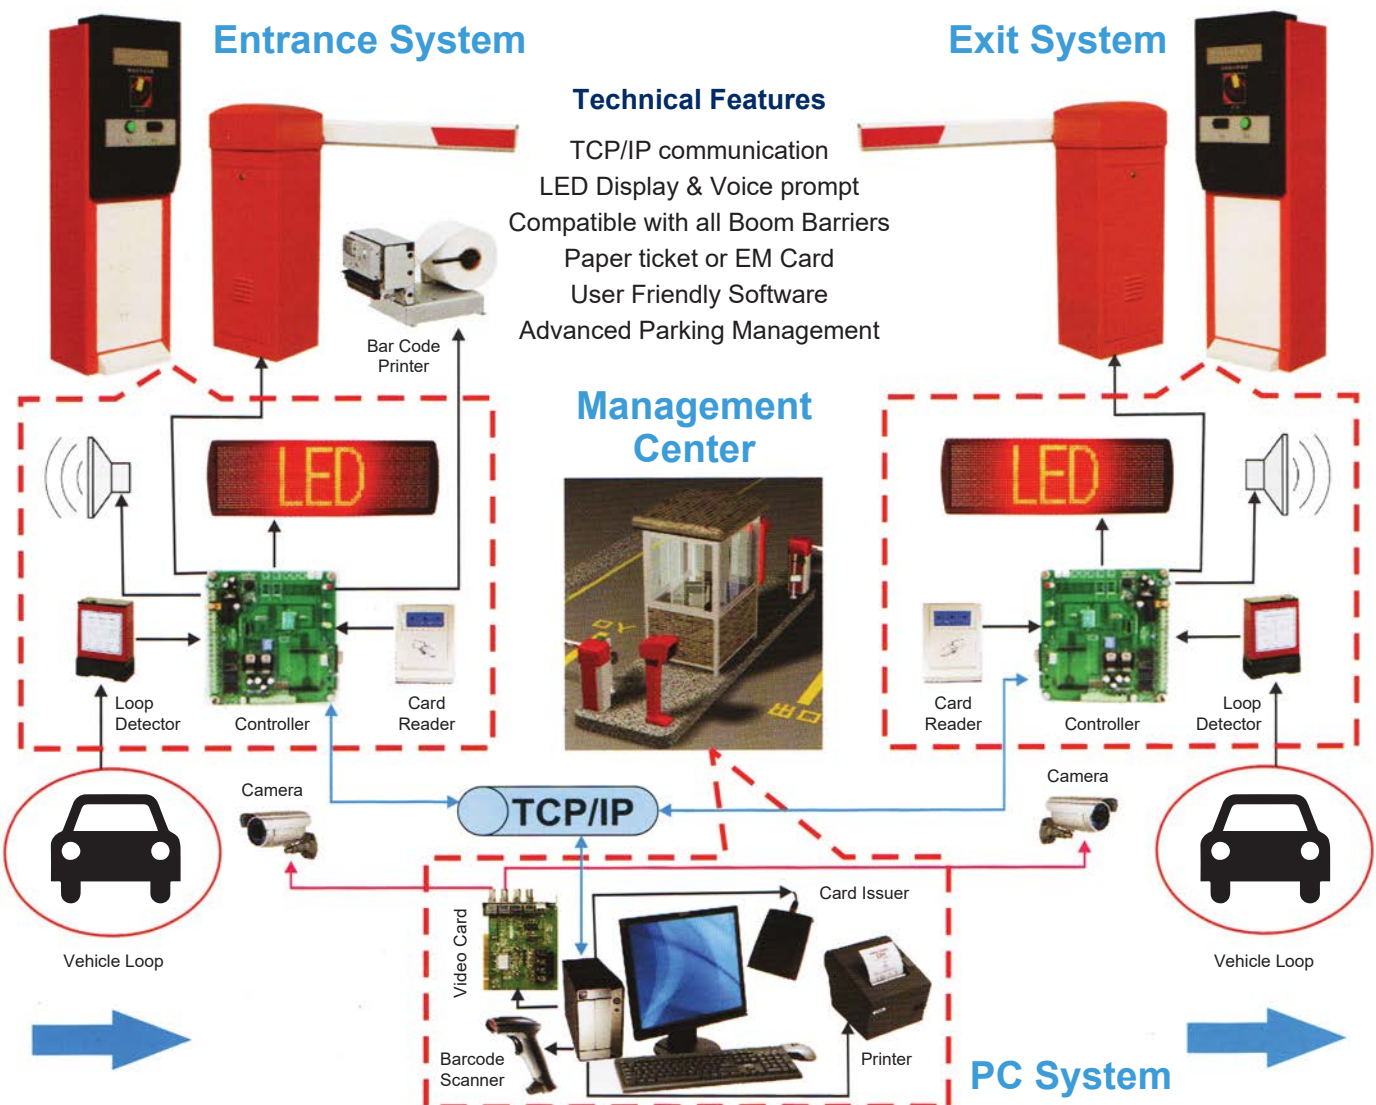 Entrance System
Exit System
Technical Features
TCP/IP communication
LED Display & Voice prompt
Compatible with all Boom Barriers
Paper ticket or EM Card
User Friendly Software
Advanced Parking Management
Bar Code
Printer
Management
Center
LED
LED
Loop
Detector
Controller
Card
Reader
Card
Reader
Controller
Loop
Detector
Camera
Camera
TCP/IP
Vehicle Loop
Vehicle Loop
Video Card
Card Issuer
Barcode
Scanner
Printer
PC System